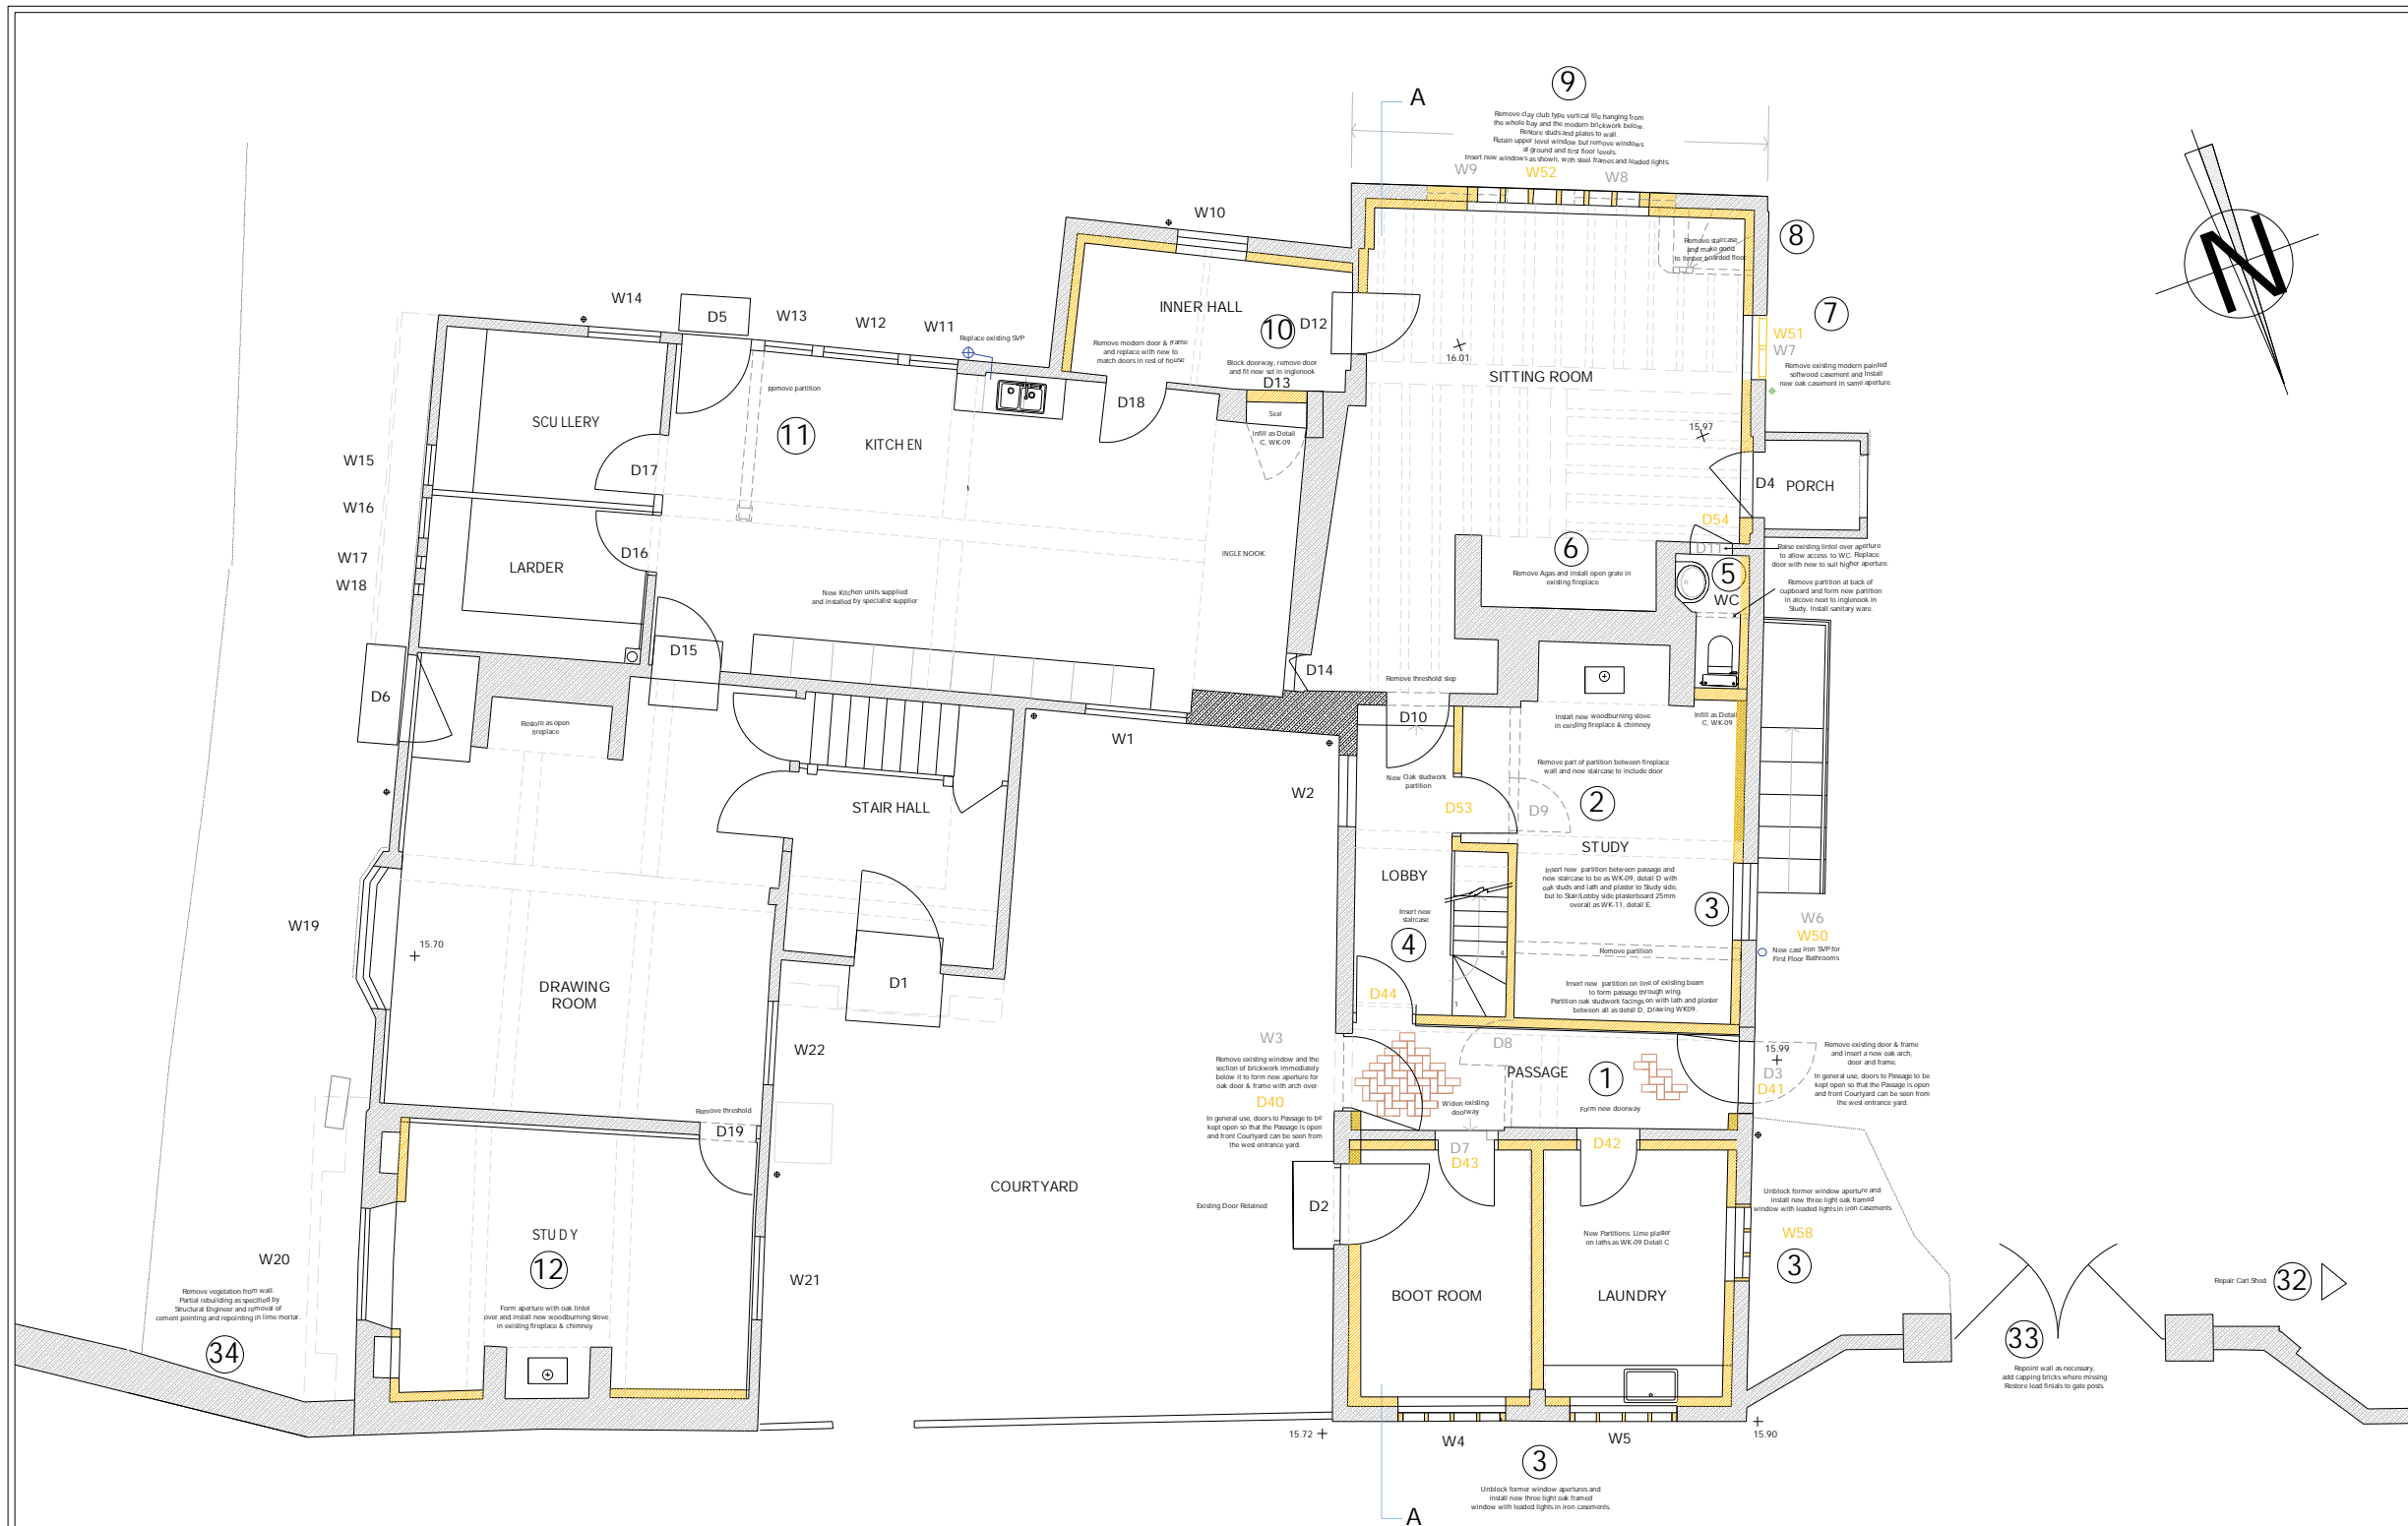 A
9
Remove clay club type vertical tile hanging from
the whole bay and the modern brickwork below.
Restore studs and plates to wall.
Retain upper level window but remove windows
at ground and first floor levels.
Insert new windows as shown, with steel frames and leaded lights
W9
W52
W8
W10
8
Remove staircase
and make good
to timber boarded floor
N
W14
D5
W13
W12
W11
Replace existing SVP
INNER HALL
10
D12
Remove modern door & frame
and replace with new to
match doors in rest of house
Block doorway, remove door
and fit new set in inglenook
D13
7
W51
W7
Remove existing modern painted
softwood casement and Install
new oak casement in same aperture.
16.01
SITTING ROOM
Remove partition
D18
Seat
Infill as Detail
C, WK-09
SCULLERY
11
KITCHEN
15.97
W15
D17
D4
PORCH
W16
D54
W17
W18
D16
LARDER
INGLENOOK
6
Remove Agas and install open grate in
existing fireplace
D11
Raise existing lintol over aperture
to allow access to WC. Replace
door with new to suit higher aperture.
5
WC
Remove partition at back of
cupboard and form new partition
in alcove next to inglenook in
Study. Install sanitary ware.
New Kitchen units supplied
and installed by specialist supplier
D15
D14
D6
Remove threshold step
Restore as open
fireplace
D10
Install new woodburning stove
in existing fireplace & chimney
Infill as Detail
C, WK-09
W1
W2
New Oak studwork
partition
Remove part of partition between fireplace
wall and new staircase to include door
STAIR HALL
D53
D9
2
STUDY
LOBBY
Insert new partition between passage and
new staircase to be as WK-09, detail D with
oak studs and lath and plaster to Study side,
but to Stair/Lobby side plasterboard 25mm
overall as WK-11, detail E.
3
W19
Insert new
staircase
W6
W50
15.70
4
4
Remove partition
New cast Iron SVP for
First Floor Bathrooms
D1
DRAWING
ROOM
D44
1
Insert new partition on line of existing beam
to form passage through wing.
Partition oak studwork facings on with lath and plaster
between all as detsil D, Drawing WK09.
W22
W3
Remove existing window and the
section of brickwork immediately
below it to form new aperture for
oak door & frame with arch over.
D40
In general use, doors to Passage to be
kept open so that the Passage is open
and front Courtyard can be seen from
the west entrance yard.
D8
PASSAGE
1
15.99
D3
D41
Remove existing door & frame
and insert a new oak arch,
door and frame.
In general use, doors to Passage to be
kept open so that the Passage is open
and front Courtyard can be seen from
the west entrance yard.
Remove threshold
D19
Widen existing
doorway
Form new doorway
D7
D43
D42
COURTYARD
Existing Door Retained
D2
Unblock former window aperture and
install new three light oak framed
window with leaded lights in iron casements
W58
3
New Partitions: Lime plaster
on laths as WK-09 Detail C
STUDY
12
W20
W21
Form aperture with oak lintol
over and install new woodburning stove
in existing fireplace & chimney
BOOT ROOM
LAUNDRY
Repair Cart Shed
32
Remove vegetation from wall.
Partial rebuilding as specified by
Structural Engineer and removal of
cement pointing and repointing in lime mortar.
34
33
Repoint wall as necessary,
add capping bricks where missing
Restore lead finials to gate posts.
15.72
W4
W5
15.90
3
Unblock former window apertures and
install new three light oak framed
window with leaded lights in iron casements
A